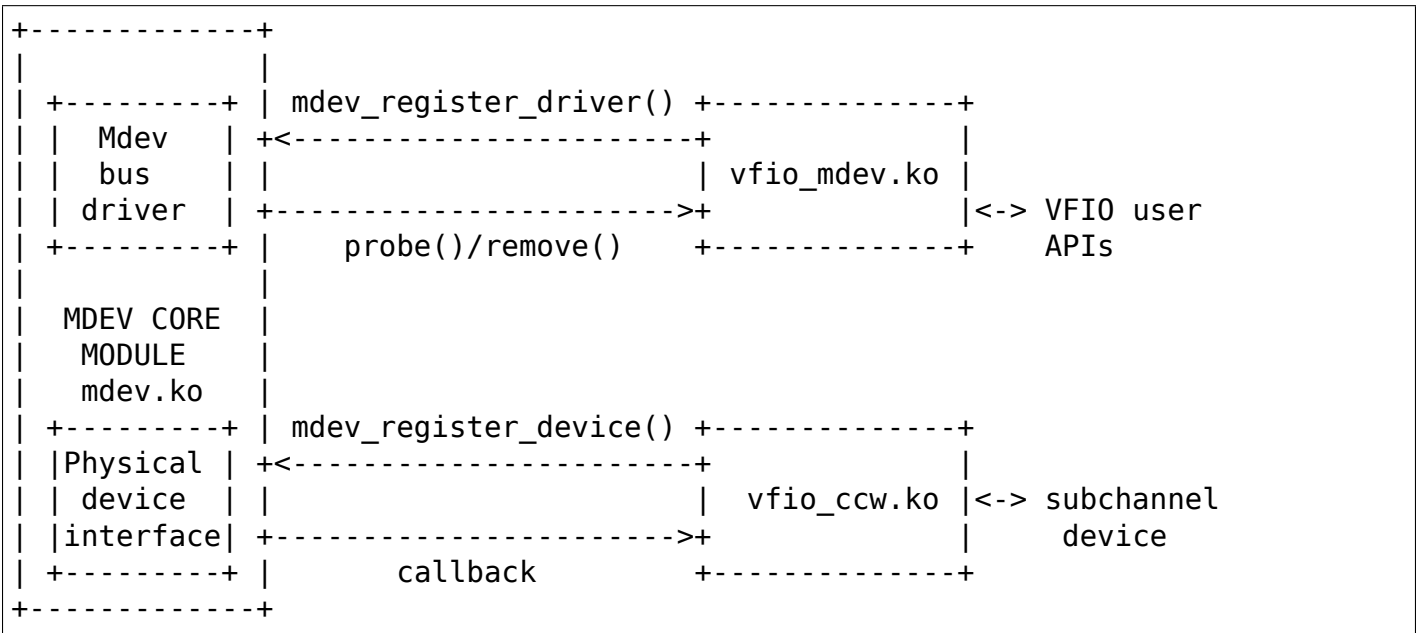 +-------------+
|             |
| +---------+ | mdev_register_driver() +--------------+
| |  Mdev   | +<-----------------------+              |
| |  bus    | |                        | vfio_mdev.ko |
| | driver  | +----------------------->+              |<-> VFIO user
| +---------+ |    probe()/remove()    +--------------+    APIs
|             |
|  MDEV CORE  |
|   MODULE    |
|   mdev.ko   |
| +---------+ | mdev_register_device() +--------------+
| |Physical | +<-----------------------+              |
| | device  | |                        |  vfio_ccw.ko |<-> subchannel
| |interface| +----------------------->+              |     device
| +---------+ |       callback         +--------------+
+-------------+